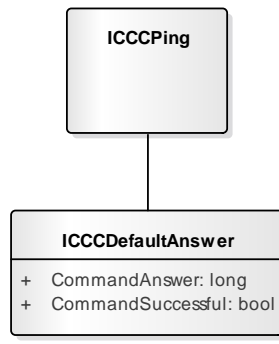 ICCCPing
ICCCDefaultAnswer
+ CommandAnswer: long
+ CommandSuccessful: bool